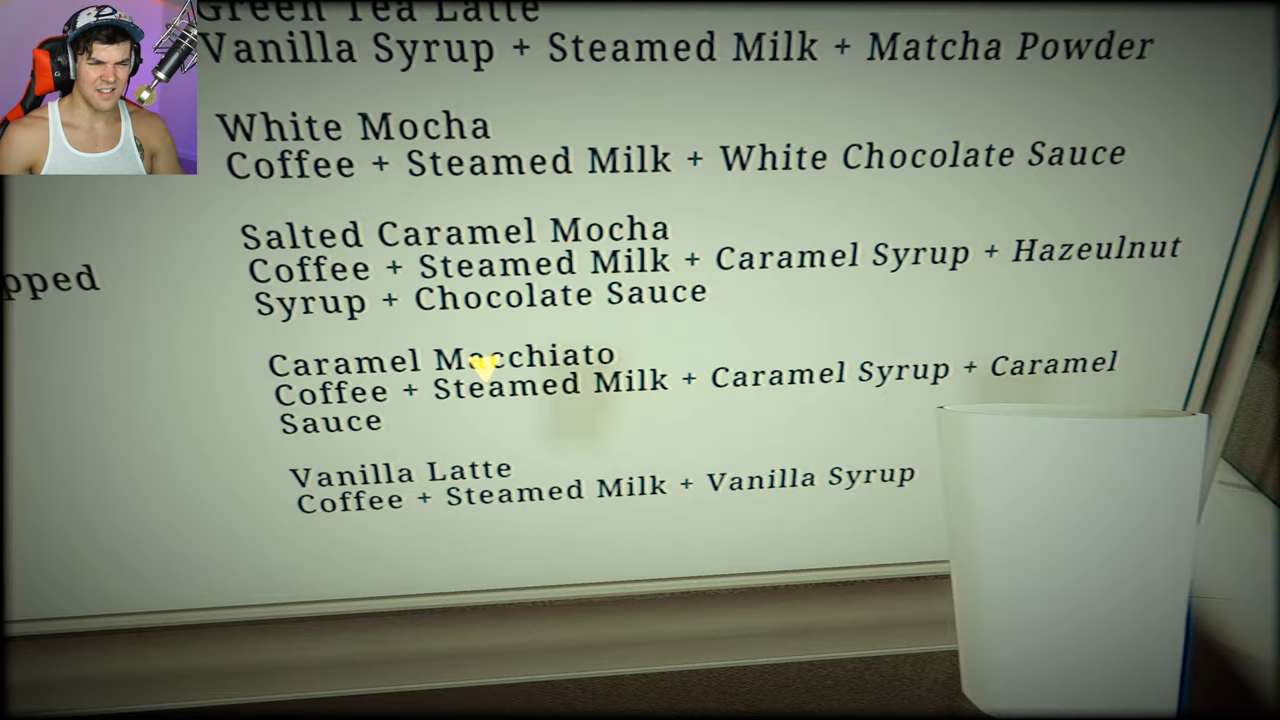 Green Tea Latte
Vanilla Syrup + Steamed Milk + Matcha Powder
White Mocha
Coffee + Steamed Milk + White Chocolate Sauce
Salted Caramel Mocha
Coffee + Steamed Milk + Caramel Syrup + Hazeulnut
Syrup + Chocolate Sauce
pped
Caramel Macchiato
Coffee + Steamed Milk + Caramel Syrup + Caramel
Sauce
Vanilla Latte
Coffee + Steamed Milk + Vanilla Syrup